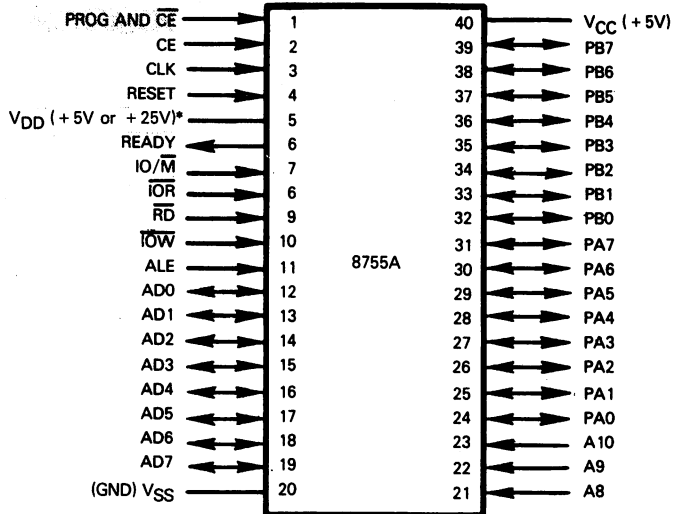 PROG AND C̅E̅ 1 40 VCC (+5V)
CE 2 39 PB7
CLK 3 38 PB6
RESET 4 37 PB5
VDD (+5V or +25V)* 5 36 PB4
READY 6 35 PB3
IO/M̅ 7 34 PB2
I̅O̅R̅ 6 33 PB1
R̅D̅ 9 32 PB0
I̅O̅W̅ 10 31 PA7
ALE 11 8755A 30 PA6
AD0 12 29 PA5
AD1 13 28 PA4
AD2 14 27 PA3
AD3 15 26 PA2
AD4 16 25 PA1
AD5 17 24 PA0
AD6 18 23 A10
AD7 19 22 A9
(GND) VSS 20 21 A8